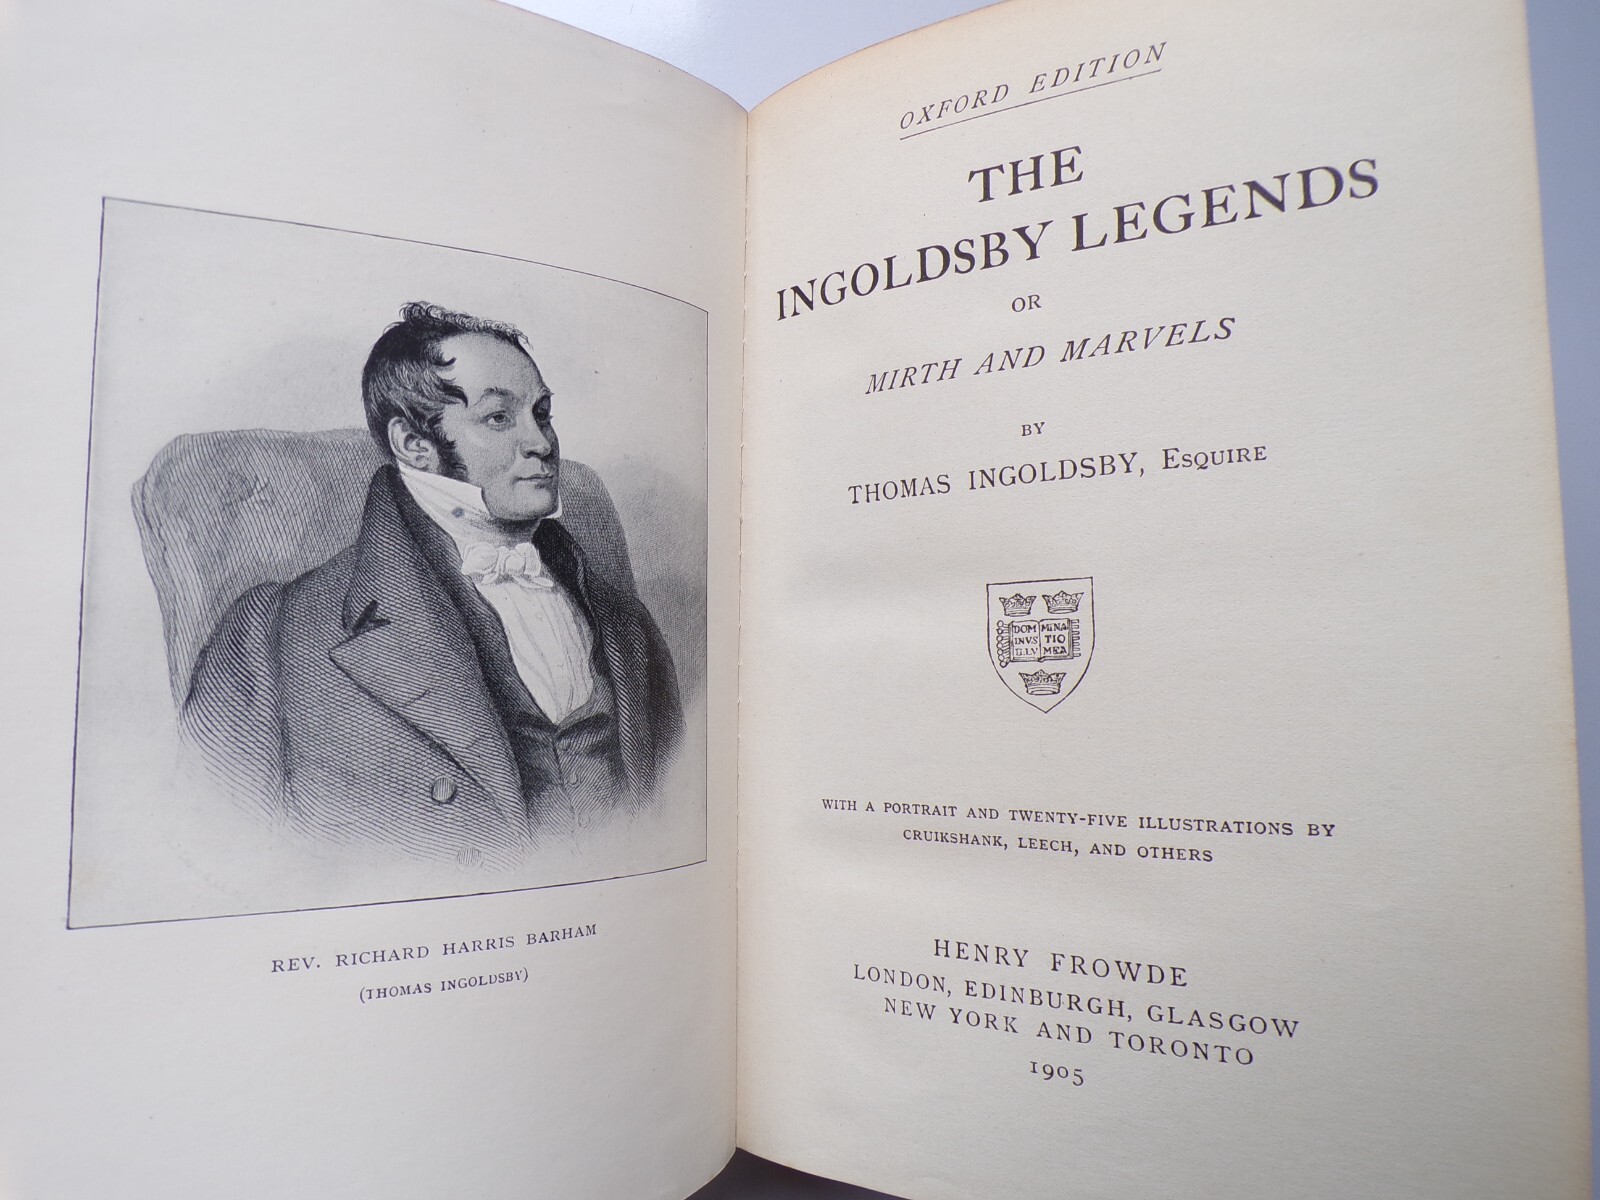 REV. RICHARD HARRIS BARHAM
(THOMAS INGOLDSBY)
OXFORD EDITION
THE
INGOLDSBY LEGENDS
OR
MIRTH AND MARVELS
BY
THOMAS INGOLDSBY, ESQUIRE
DOM MINA
INVS TIO
ILLV MEA
WITH A PORTRAIT AND TWENTY-FIVE ILLUSTRATIONS BY
CRUIKSHANK, LEECH, AND OTHERS
HENRY FROWDE
LONDON, EDINBURGH, GLASGOW
NEW YORK AND TORONTO
1905